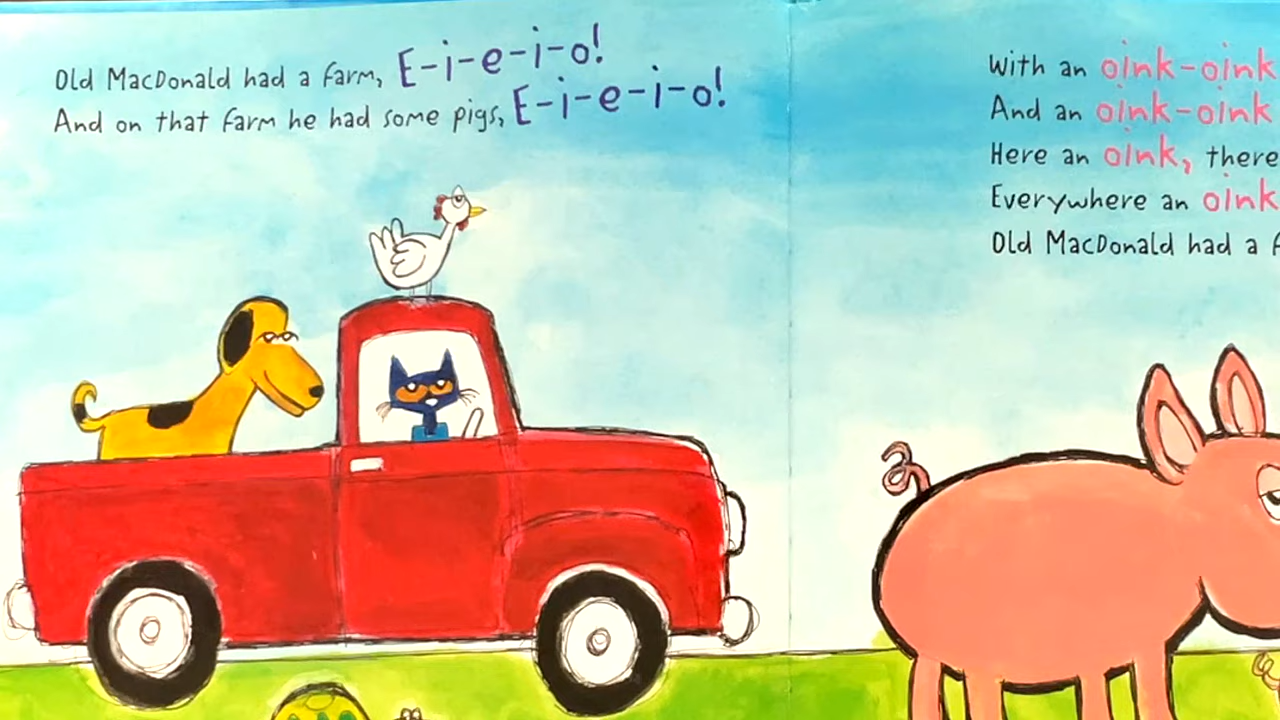 Old MacDonald had a farm, E-i-e-i-o!
And on that farm he had some pigs, E-i-e-i-o!
With an oink-oink
And an oink-oink
Here an oink, there
Everywhere an oink
Old MacDonald had a